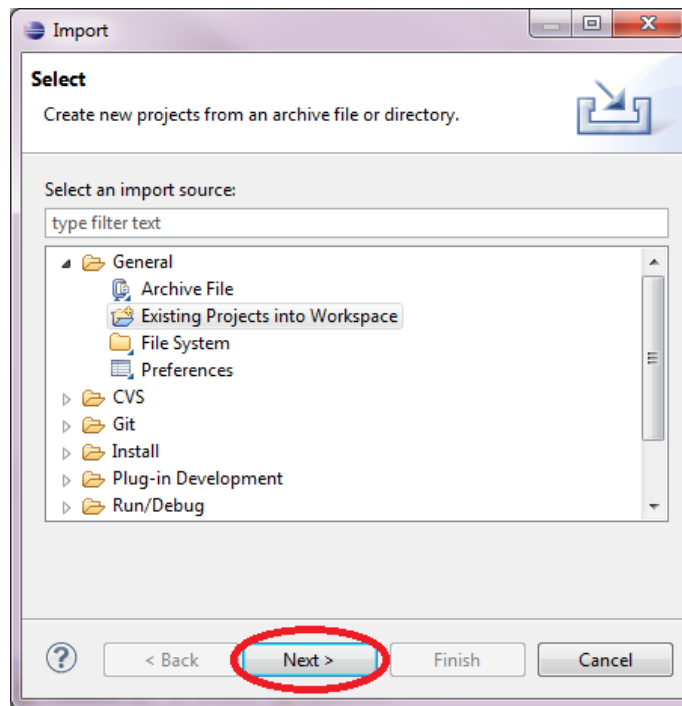 Import
Select
Create new projects from an archive file or directory.
Select an import source:
type filter text
General
Archive File
Existing Projects into Workspace
File System
Preferences
CVS
Git
Install
Plug-in Development
Run/Debug
? < Back Next > Finish Cancel